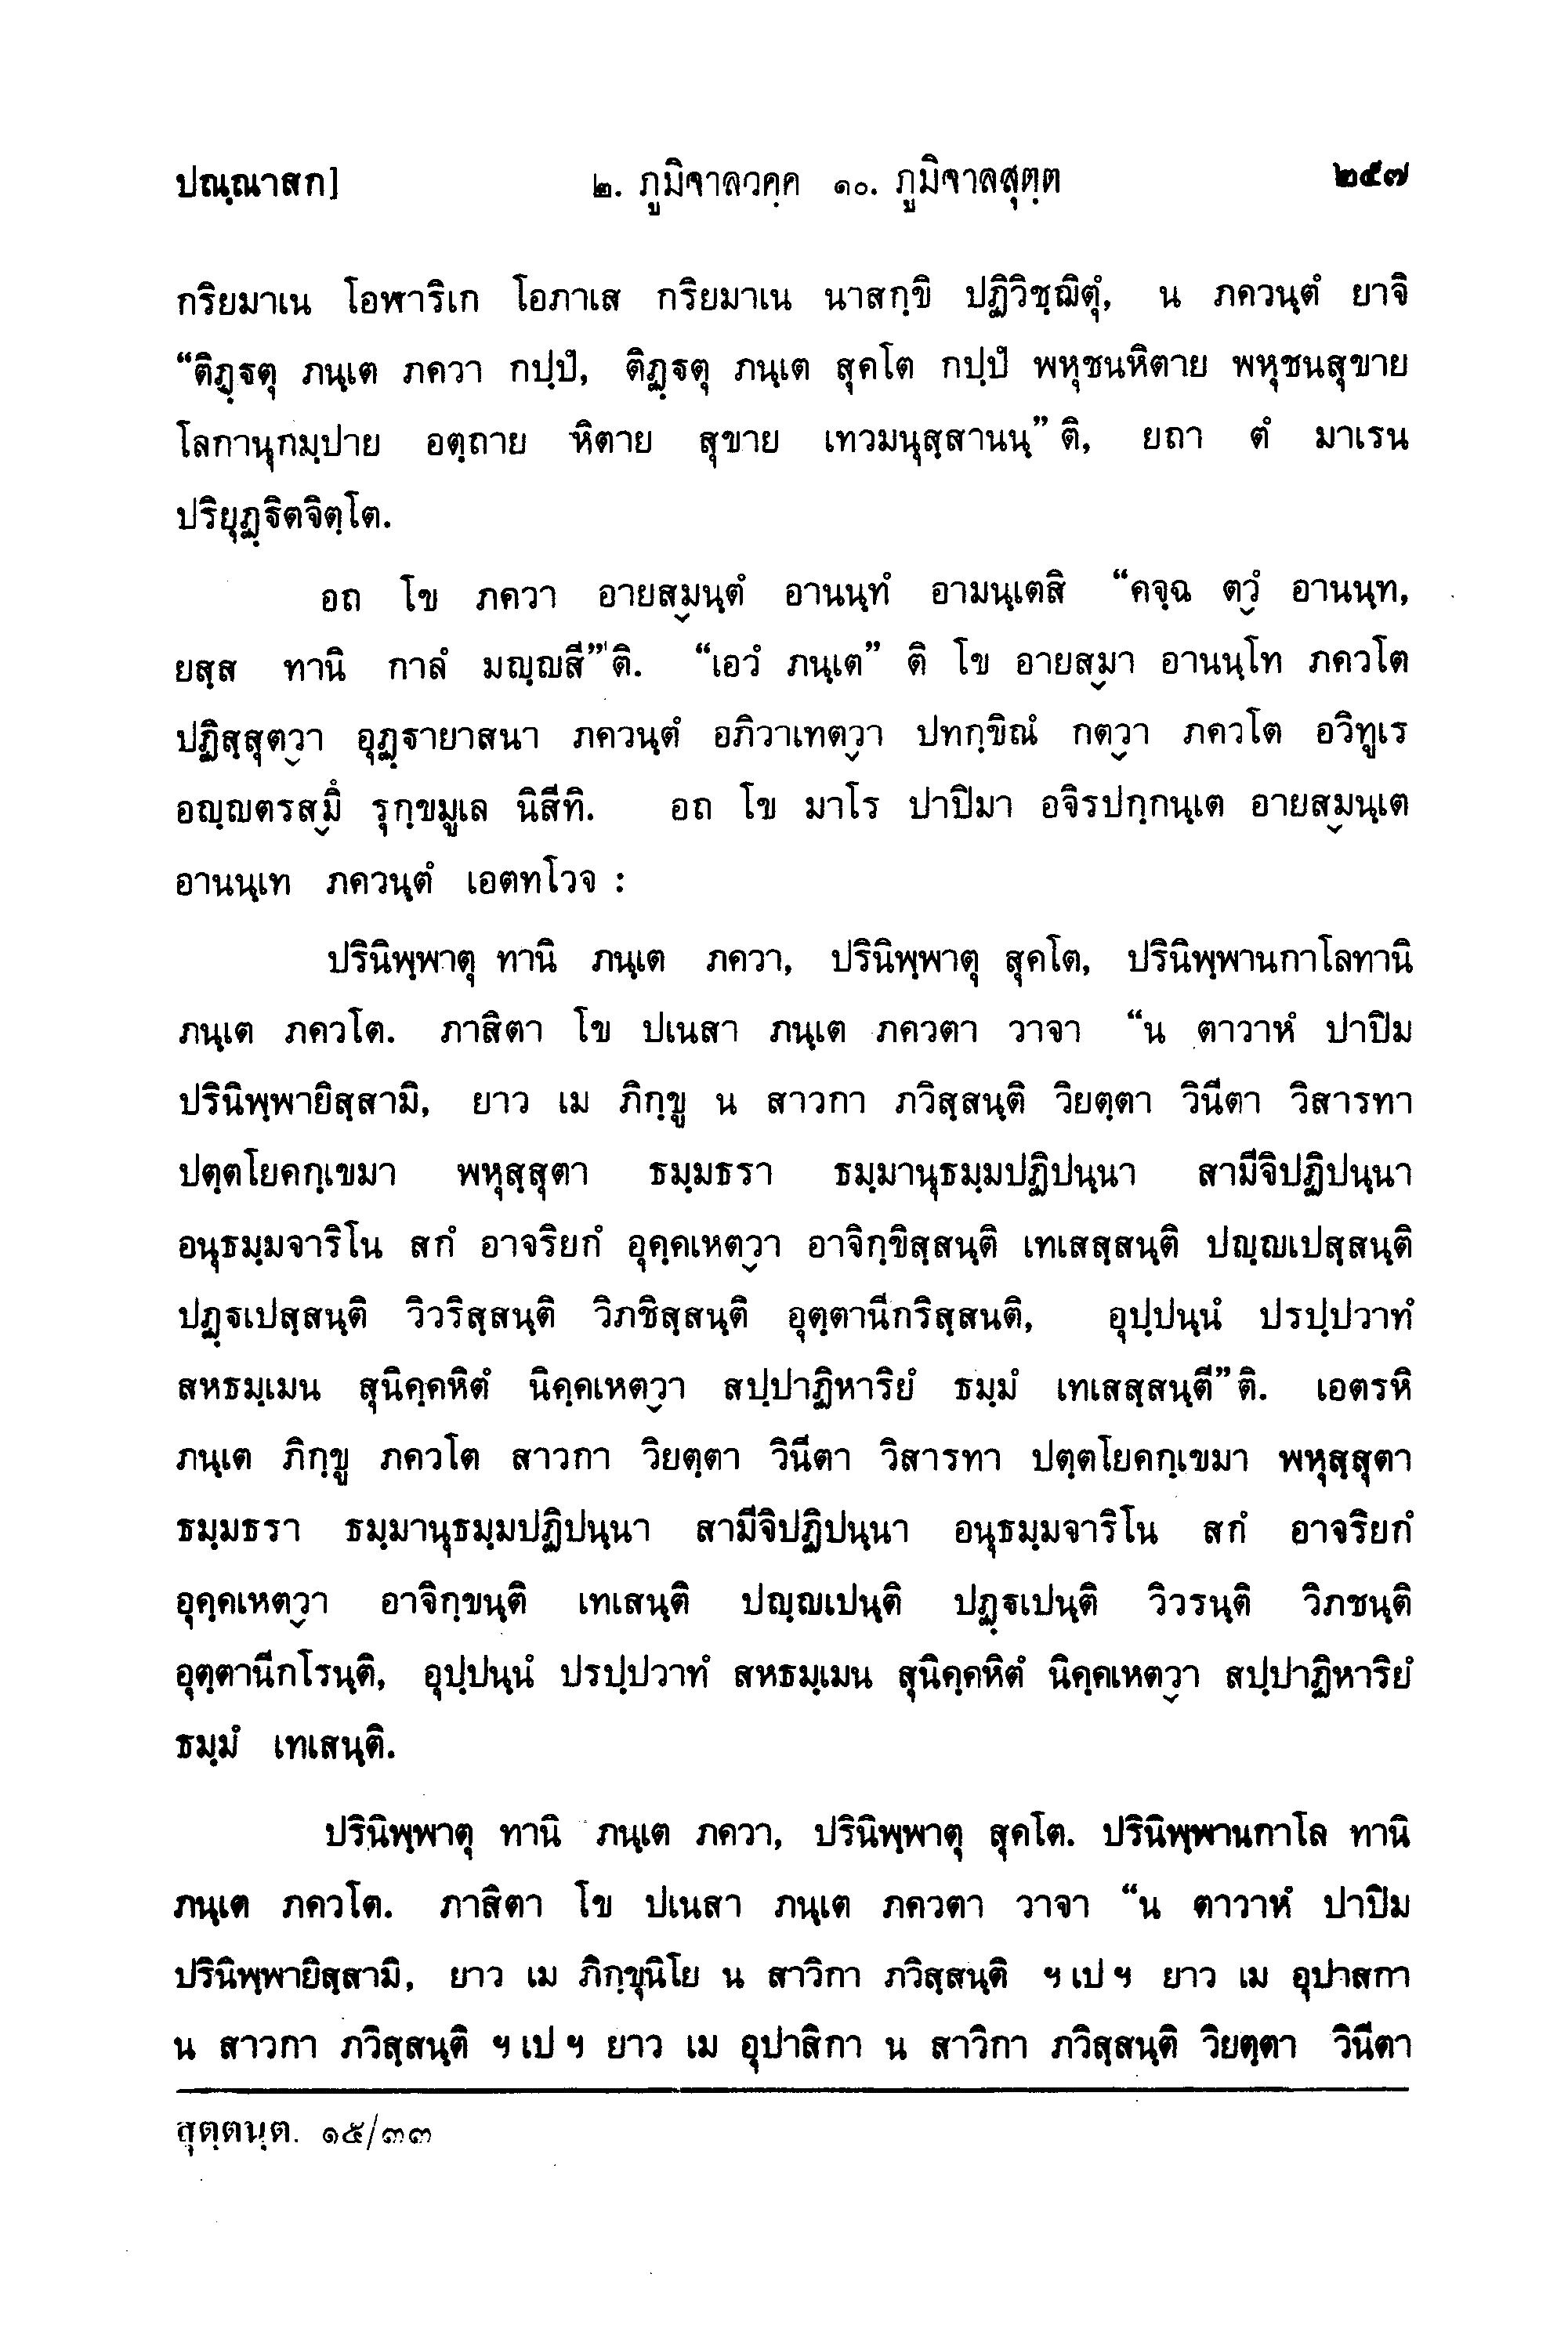 ปณฺณาสก]
๒. ภูมิจาลวคฺค ๑๐. ภูมิจาลสุตฺต
๒๕๗
กริยมาเน โอฬาริเก โอภาเส กริยมาเน นาสกฺขิ ปฏิวิชฺฌิตุํ, น ภควนฺตํ ยาจิ
“ติฏฺฐตุ ภนฺเต ภควา กปฺปํ, ติฏฺฐตุ ภนฺเต สุคโต กปฺปํ พหุชนหิตาย พหุชนสุขาย
โลกานุกมฺปาย อตฺถาย หิตาย สุขาย เทวมนุสฺสานนฺ” ติ, ยถา ตํ มาเรน
ปริยุฏฺฐิตจิตฺโต.
อถ โข ภควา อายสฺมนฺตํ อานนฺทํ อามนฺเตสิ “คจฺฉ ตฺวํ อานนฺท,
ยสฺส ทานิ กาลํ มญฺญสี” ติ. “เอวํ ภนฺเต” ติ โข อายสฺมา อานนฺโท ภควโต
ปฏิสฺสุตฺวา อุฏฺฐายาสนา ภควนฺตํ อภิวาเทตฺวา ปทกฺขิณํ กตฺวา ภควโต อวิทูเร
อญฺญตรสฺมึ รุกฺขมูเล นิสีทิ. อถ โข มาโร ปาปิมา อจิรปกฺกนฺเต อายสฺมนฺเต
อานนฺเท ภควนฺตํ เอตทโวจ :
ปรินิพฺพาตุ ทานิ ภนฺเต ภควา, ปรินิพฺพาตุ สุคโต, ปรินิพฺพานกาโลทานิ
ภนฺเต ภควโต. ภาสิตา โข ปเนสา ภนฺเต ภควตา วาจา “น ตาวาหํ ปาปิม
ปรินิพฺพายิสฺสามิ, ยาว เม ภิกฺขู น สาวกา ภวิสฺสนฺติ วิยตฺตา วินีตา วิสารทา
ปตฺตโยคกฺเขมา พหุสฺสุตา ธมฺมธรา ธมฺมานุธมฺมปฏิปนฺนา สามีจิปฏิปนฺนา
อนุธมฺมจาริโน สกํ อาจริยกํ อุคฺคเหตฺวา อาจิกฺขิสฺสนฺติ เทเสสฺสนฺติ ปญฺญเปสฺสนฺติ
ปฏฺฐเปสฺสนฺติ วิวริสฺสนฺติ วิภชิสฺสนฺติ อุตฺตานีกริสฺสนติ, อุปฺปนฺนํ ปรปฺปวาทํ
สหธมฺเมน สุนิคฺคหิตํ นิคฺคเหตฺวา สปฺปาฏิหาริยํ ธมฺมํ เทเสสฺสนฺตี” ติ. เอตรหิ
ภนฺเต ภิกฺขู ภควโต สาวกา วิยตฺตา วินีตา วิสารทา ปตฺตโยคกฺเขมา พหุสฺสุตา
ธมฺมธรา ธมฺมานุธมฺมปฏิปนฺนา สามีจิปฏิปนฺนา อนุธมฺมจาริโน สกํ อาจริยกํ
อุคฺคเหตฺวา อาจิกฺขนฺติ เทเสนฺติ ปญฺญเปนฺติ ปฏฺฐเปนฺติ วิวรนฺติ วิภชนฺติ
อุตฺตานีกโรนฺติ, อุปฺปนฺนํ ปรปฺปวาทํ สหธมฺเมน สุนิคฺคหิตํ นิคฺคเหตฺวา สปฺปาฏิหาริยํ
ธมฺมํ เทเสนฺติ.
ปรินิพฺพาตุ ทานิ ภนฺเต ภควา, ปรินิพฺพาตุ สุคโต. ปรินิพฺพานกาโล ทานิ
ภนฺเต ภควโต. ภาสิตา โข ปเนสา ภนฺเต ภควตา วาจา “น ตาวาหํ ปาปิม
ปรินิพฺพายิสฺสามิ, ยาว เม ภิกฺขุนิโย น สาวิกา ภวิสฺสนฺติ ฯ เป ฯ ยาว เม อุปาสกา
น สาวกา ภวิสฺสนฺติ ฯ เป ฯ ยาว เม อุปาสิกา น สาวิกา ภวิสฺสนฺติ วิยตฺตา วินีตา
สุตฺตนฺต. ๑๕/๓๓